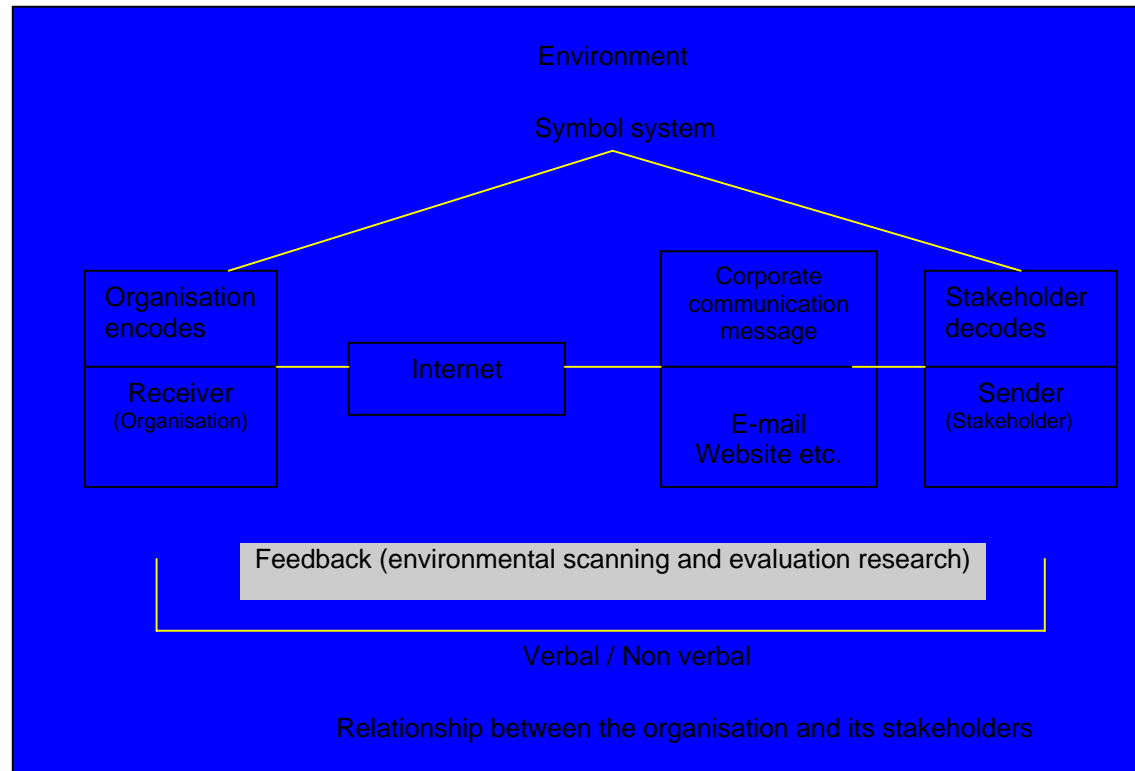 Environment
Symbol system
Organisation
encodes
Receiver
(Organisation)
Internet
Corporate
communication
message
E-mail
Website etc.
Stakeholder
decodes
Sender
(Stakeholder)
Feedback (environmental scanning and evaluation research)
Verbal / Non verbal
Relationship between the organisation and its stakeholders